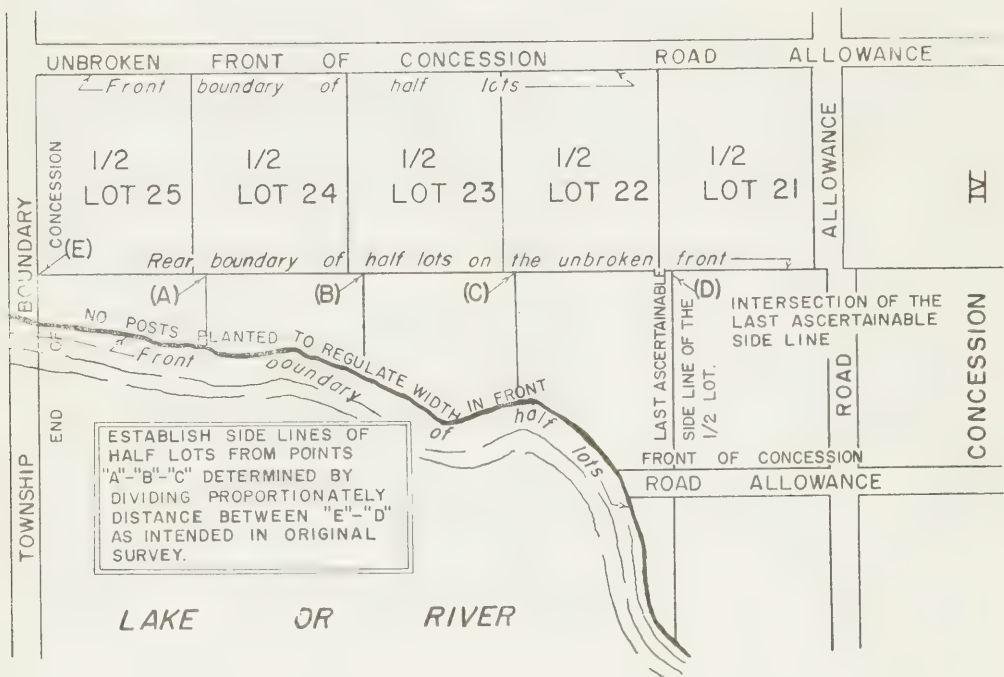 UNBROKEN FRONT OF CONCESSION ROAD ALLOWANCE
Front boundary of half lots
1/2
LOT 25
1/2
LOT 24
1/2
LOT 23
1/2
LOT 22
1/2
LOT 21
CONCESSION
END OF
TOWNSHIP BOUNDARY
ROAD ALLOWANCE
CONCESSION IV
(E)
Rear boundary of half lots on the unbroken front
(A)
(B)
(C)
(D)
INTERSECTION OF THE
LAST ASCERTAINABLE
SIDE LINE
LAST ASCERTAINABLE
SIDE LINE OF THE
1/2 LOT.
NO POSTS PLANTED TO REGULATE WIDTH IN FRONT
Front boundary of half lots
FRONT OF CONCESSION
ROAD ALLOWANCE
ESTABLISH SIDE LINES OF
HALF LOTS FROM POINTS
"A"-"B"-"C" DETERMINED BY
DIVIDING PROPORTIONATELY
DISTANCE BETWEEN "E"-"D"
AS INTENDED IN ORIGINAL
SURVEY.
LAKE OR RIVER